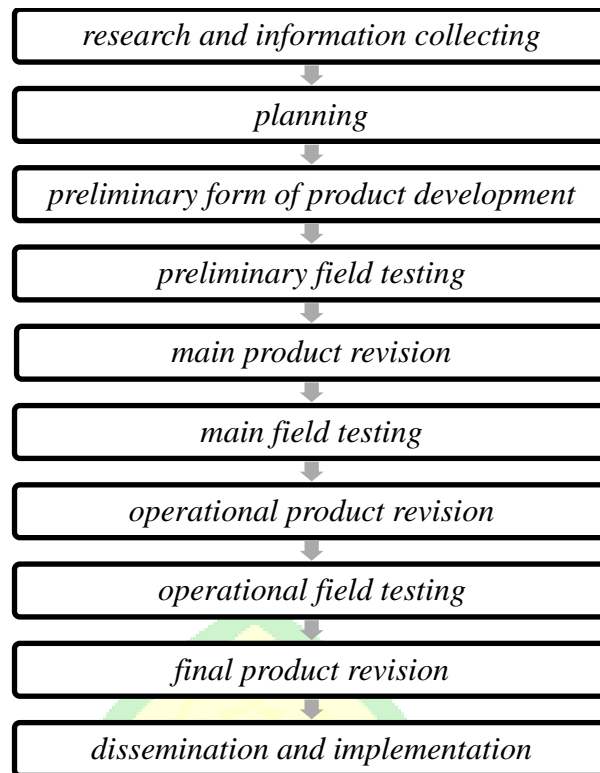 research and information collecting
planning
preliminary form of product development
preliminary field testing
main product revision
main field testing
operational product revision
operational field testing
final product revision
dissemination and implementation